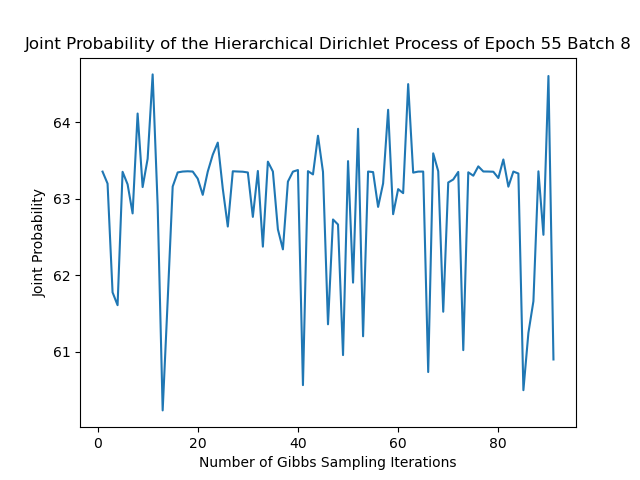 Joint Probability of the Hierarchical Dirichlet Process of Epoch 55 Batch 8
Joint Probability
64
63
62
61
0 20 40 60 80
Number of Gibbs Sampling Iterations